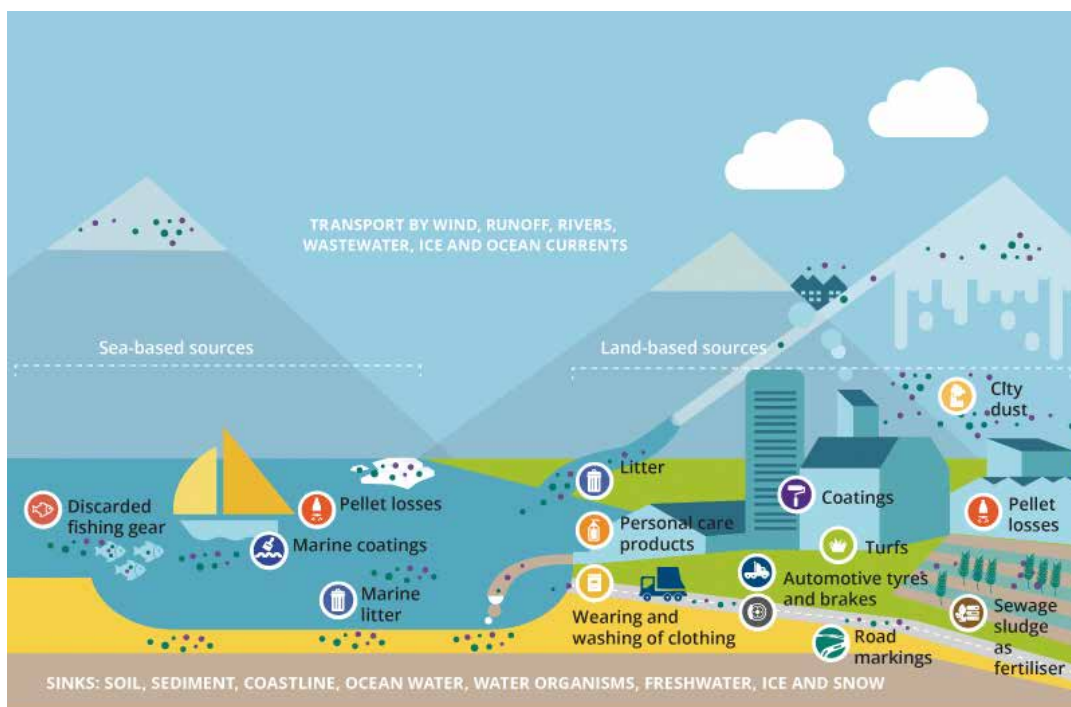 TRANSPORT BY WIND, RUNOFF, RIVERS,
WASTEWATER, ICE AND OCEAN CURRENTS
Sea-based sources
Land-based sources
City
dust
Litter
Discarded
fishing gear
Pellet losses
Marine coatings
Marine
litter
Personal care
products
Coatings
Pellet
losses
Turfs
Automotive tyres
and brakes
Wearing and
washing of clothing
Road
markings
Sewage
sludge
as
fertiliser
SINKS: SOIL, SEDIMENT, COASTLINE, OCEAN WATER, WATER ORGANISMS, FRESHWATER, ICE AND SNOW